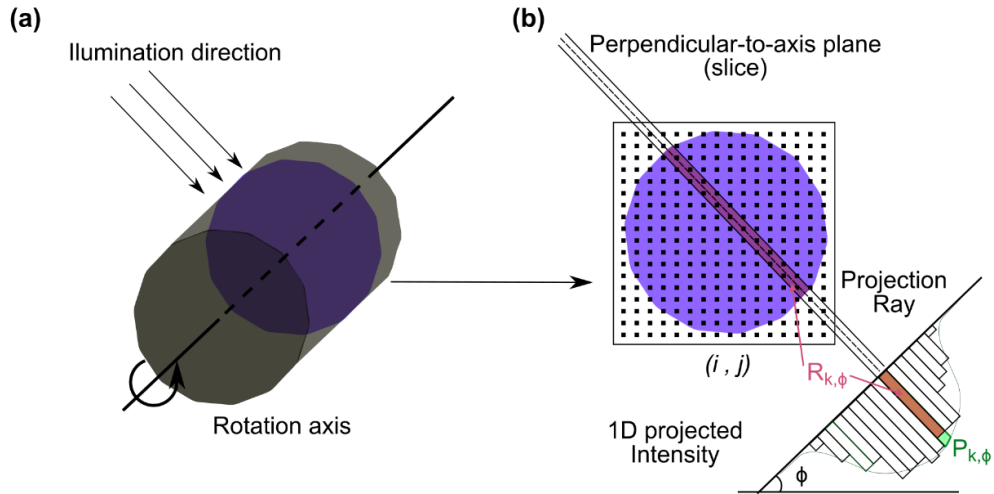 (a)
Ilumination direction
Rotation axis
(b)
Perpendicular-to-axis plane
(slice)
(i , j)
Projection
Ray
Rk,ϕ
1D projected
Intensity
ϕ
Pk,ϕ